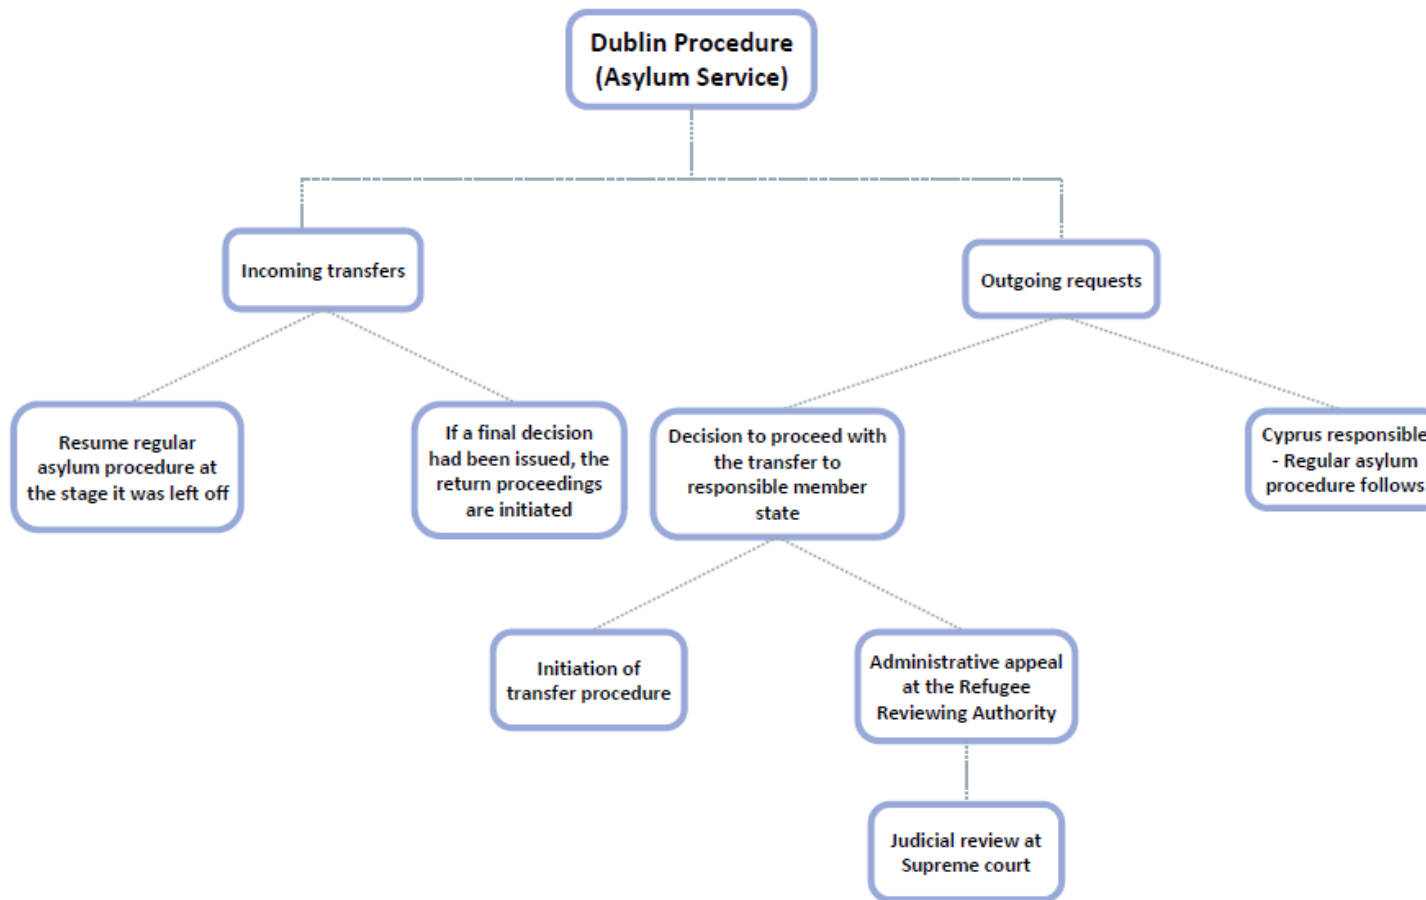 Dublin Procedure
(Asylum Service)
Incoming transfers
Outgoing requests
Resume regular
asylum procedure at
the stage it was left off
If a final decision
had been issued, the
return proceedings
are initiated
Decision to proceed with
the transfer to
responsible member
state
Cyprus responsible
- Regular asylum
procedure follows
Initiation of
transfer procedure
Administrative appeal
at the Refugee
Reviewing Authority
Judicial review at
Supreme court